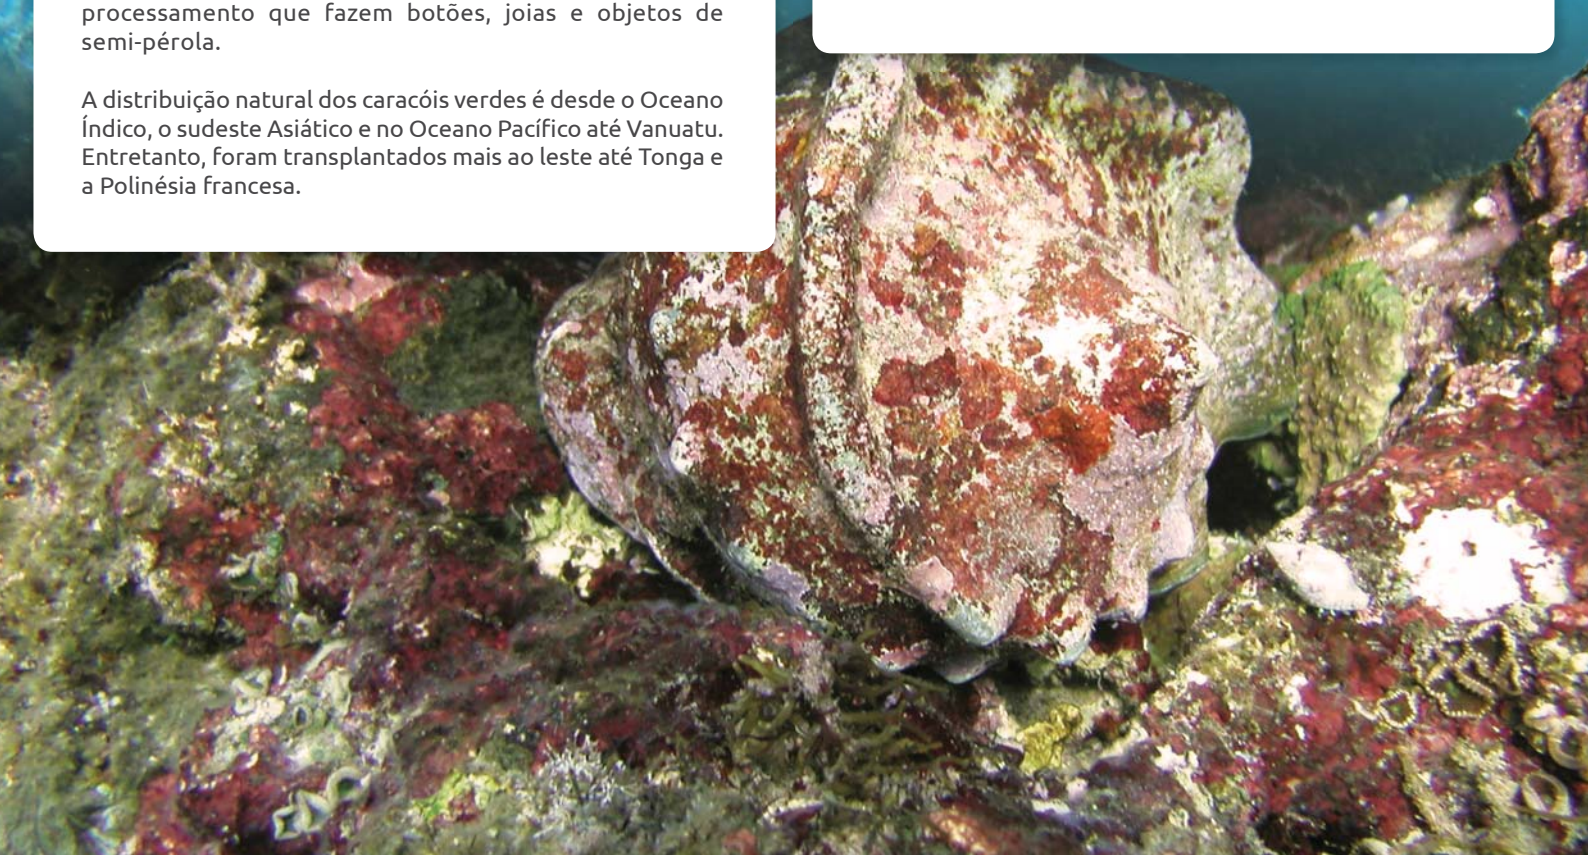 processamento que fazem botões, joias e objetos de
semi-pérola.
A distribuição natural dos caracóis verdes é desde o Oceano
Índico, o sudeste Asiático e no Oceano Pacífico até Vanuatu.
Entretanto, foram transplantados mais ao leste até Tonga e
a Polinésia francesa.